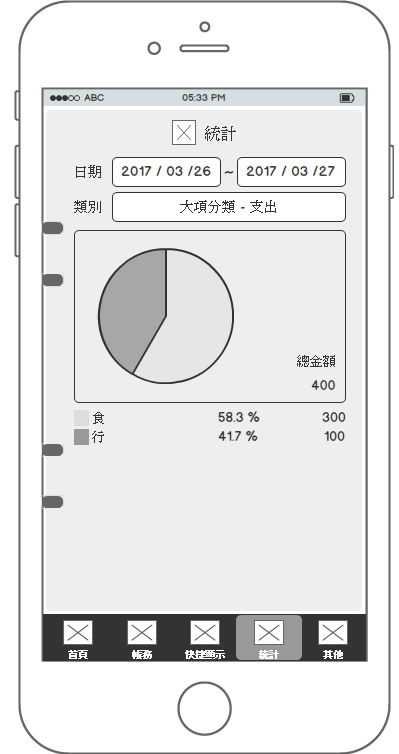 ABC 05:33 PM
統計
日期 2017 / 03 /26 ~ 2017 / 03 /27
類別 大項分類 - 支出
總金額
400
食 58.3 % 300
行 41.7 % 100
首頁 帳務 快捷顯示 統計 其他